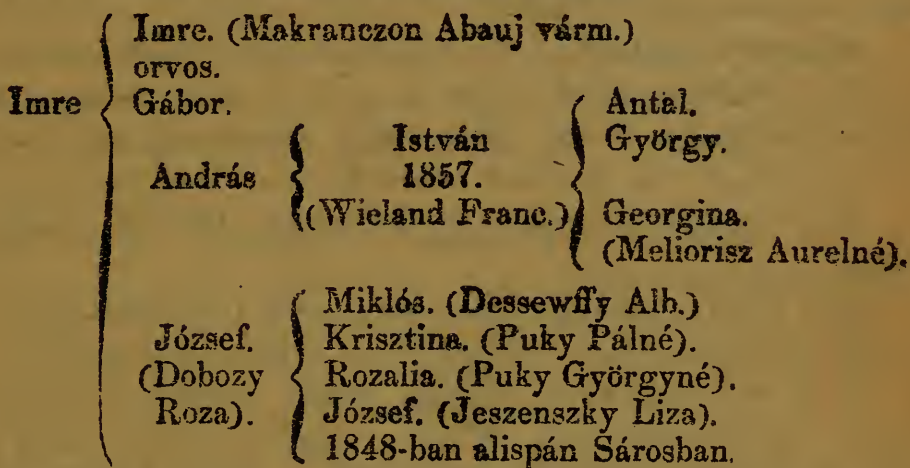 Imre. (Makranczon Abauj várm.)
orvos.
Imre
Gábor.
András
István
1857.
(Wieland Franc.)
Antal.
György.
Georgina.
(Meliorisz Aurelné).
József.
(Dobozy
Roza).
Miklós. (Dessewffy Alb.)
Krisztina. (Puky Pálné).
Rozalia. (Puky Györgyné).
József. (Jeszenszky Liza).
1848-ban alispán Sárosban.